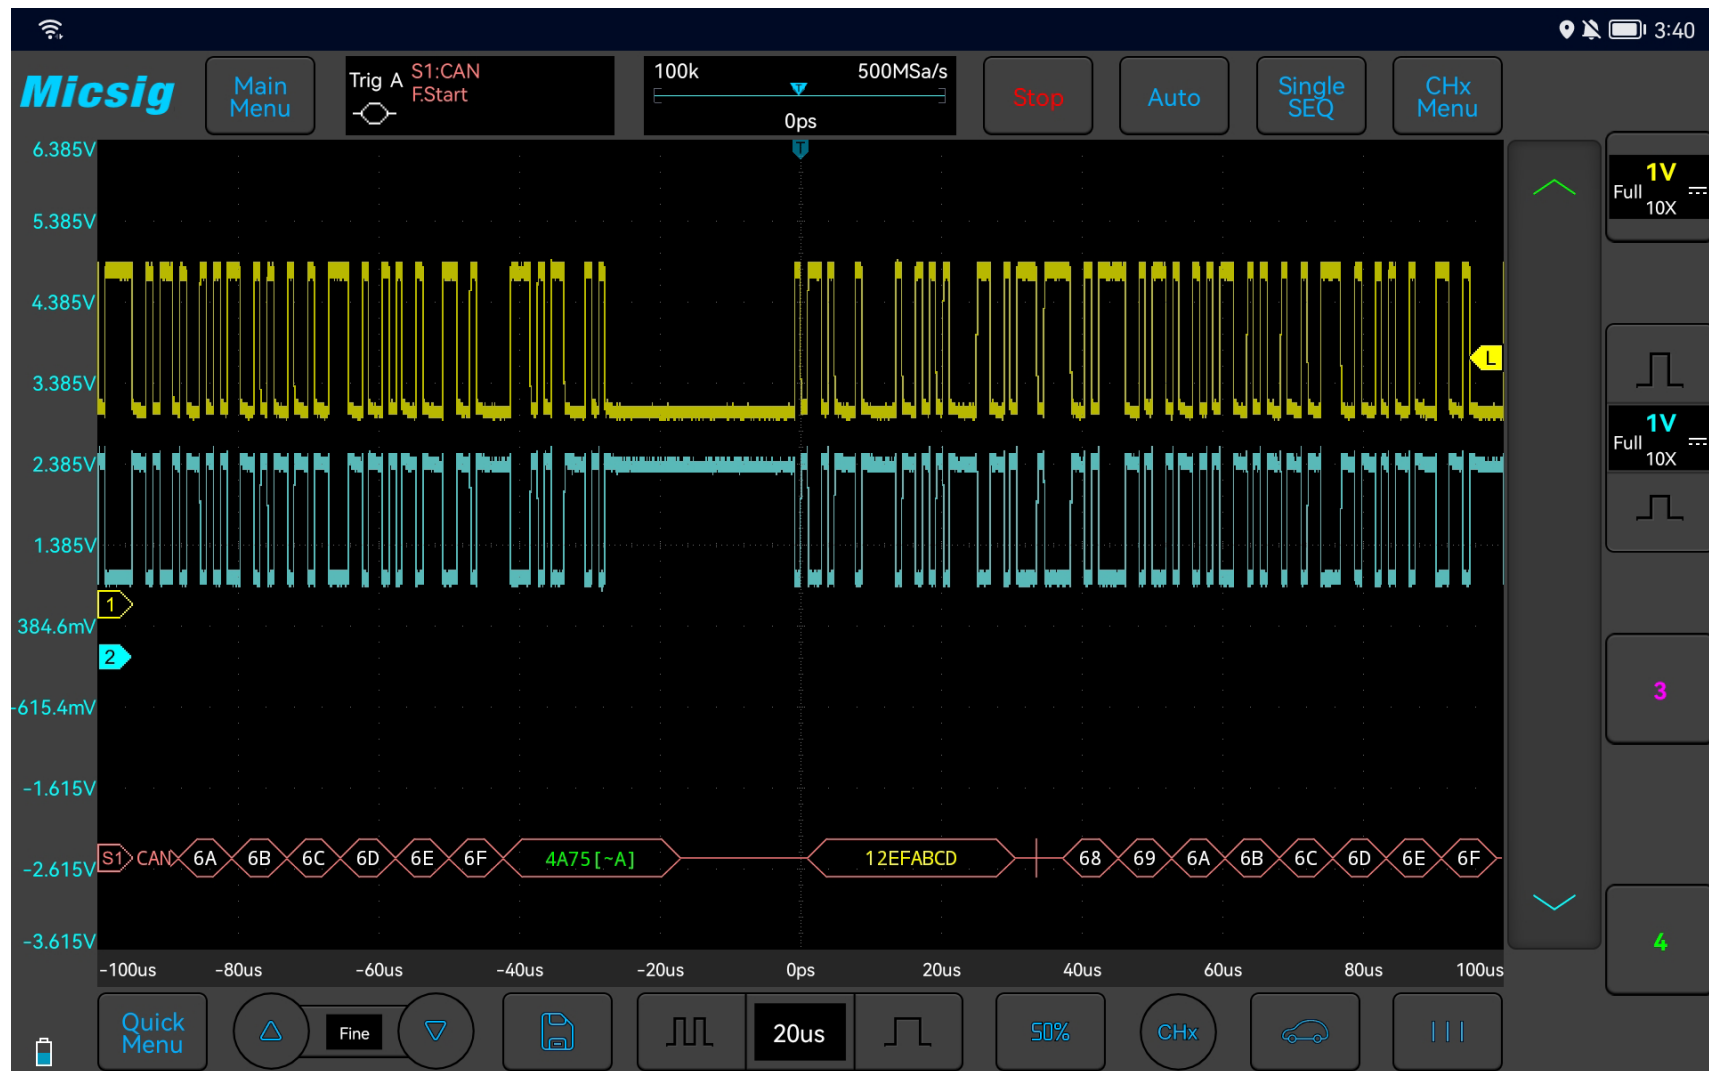 3:40
Micsig
Main
Menu
Trig A
S1:CAN
F.Start
100k
500MSa/s
T
0ps
Stop
Auto
Single
SEQ
CHx
Menu
T
6.385V
5.385V
4.385V
3.385V
2.385V
1.385V
384.6mV
-615.4mV
-1.615V
-2.615V
-3.615V
L
1
2
S1 CAN 6A 6B 6C 6D 6E 6F 4A75[~A] 12EFABCD 68 69 6A 6B 6C 6D 6E 6F
-100us -80us -60us -40us -20us 0ps 20us 40us 60us 80us 100us
1V
Full
10X
1V
Full
10X
3
4
Quick
Menu
Fine
20us
50%
CHx